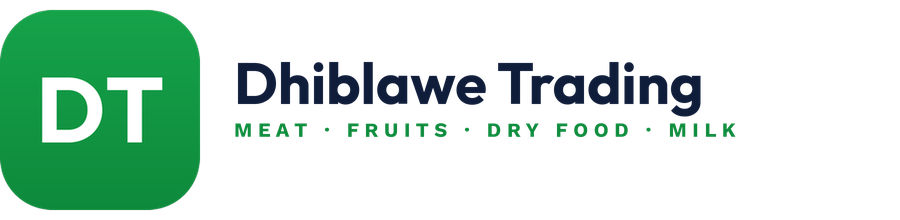 DT
Dhiblawe Trading
MEAT · FRUITS · DRY FOOD · MILK